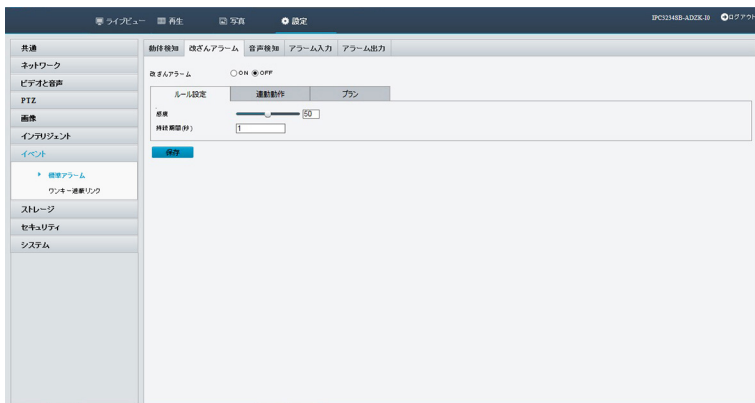 ライブビュー 再生 写真 設定 IPC3234SB-ADZK-I0 ログアウト
共通
ネットワーク
ビデオと音声
PTZ
画像
インテリジェント
イベント
標準アラーム
ワンキー遮断リンク
ストレージ
セキュリティ
システム
動体検知 改ざんアラーム 音声検知 アラーム入力 アラーム出力
改ざんアラーム ON OFF
ルール設定 連動動作 プラン
感度 50
持続期間(秒) 1
保存